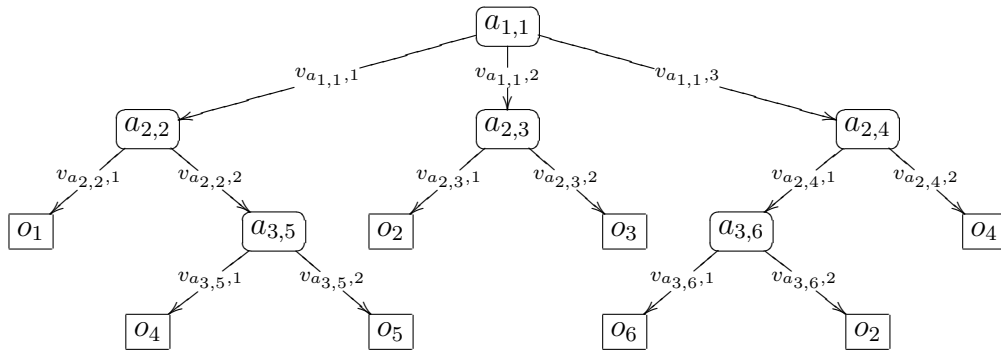 a_{1,1}
v_{a_{1,1},1} v_{a_{1,1},2} v_{a_{1,1},3}
a_{2,2} a_{2,3} a_{2,4}
v_{a_{2,2},1} v_{a_{2,2},2} v_{a_{2,3},1} v_{a_{2,3},2} v_{a_{2,4},1} v_{a_{2,4},2}
o_1 a_{3,5} o_2 o_3 a_{3,6} o_4
v_{a_{3,5},1} v_{a_{3,5},2} v_{a_{3,6},1} v_{a_{3,6},2}
o_4 o_5 o_6 o_2